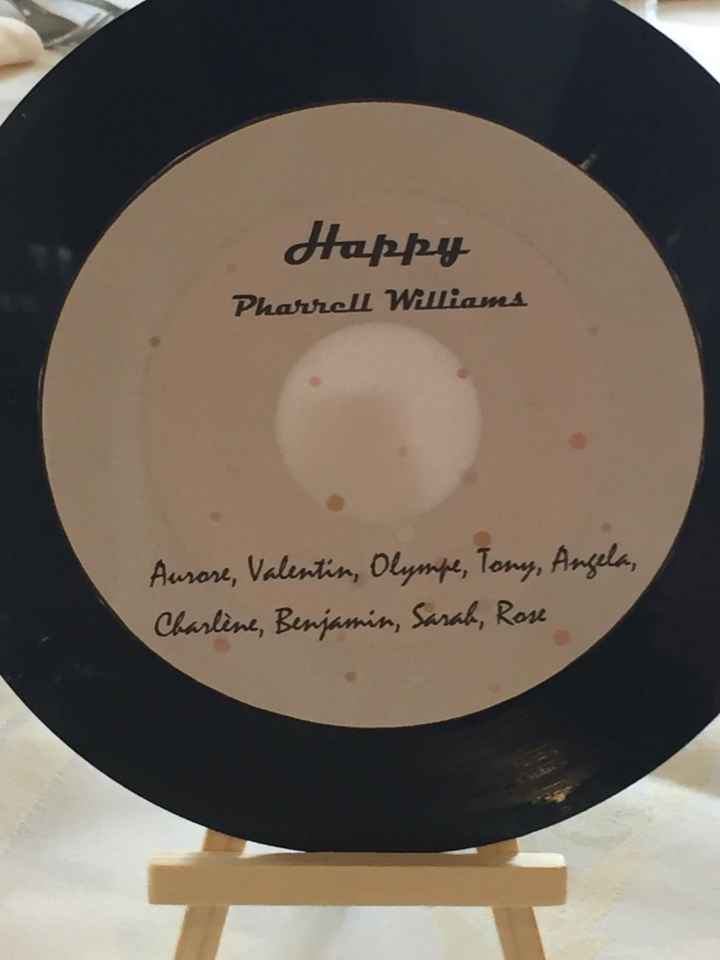 Happy
Pharrell Williams
Aurore, Valentin, Olympe, Tony, Angela,
Charlène, Benjamin, Sarah, Rose